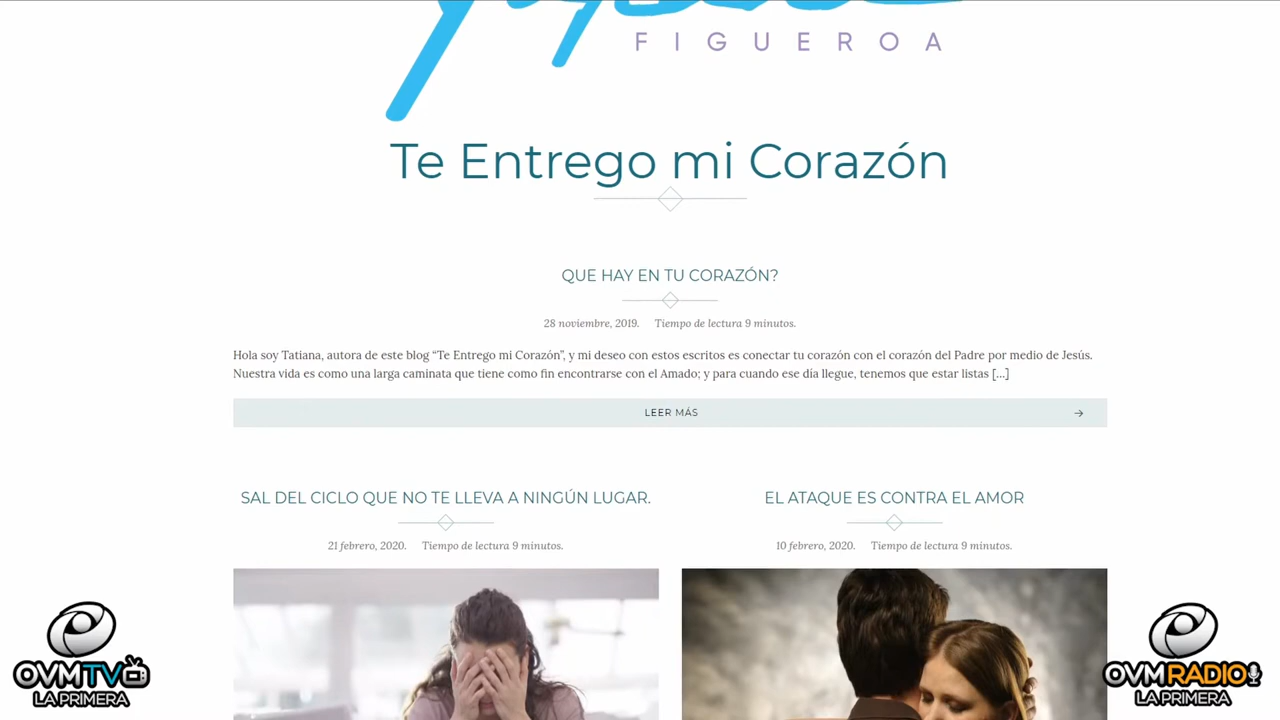 FIGUEROA
Te Entrego mi Corazón
QUE HAY EN TU CORAZÓN?
28 noviembre, 2019. Tiempo de lectura 9 minutos.
Hola soy Tatiana, autora de este blog “Te Entrego mi Corazón”, y mi deseo con estos escritos es conectar tu corazón con el corazón del Padre por medio de Jesús.
Nuestra vida es como una larga caminata que tiene como fin encontrarse con el Amado; y para cuando ese día llegue, tenemos que estar listas […]
LEER MÁS
SAL DEL CICLO QUE NO TE LLEVA A NINGÚN LUGAR.
21 febrero, 2020. Tiempo de lectura 9 minutos.
EL ATAQUE ES CONTRA EL AMOR
10 febrero, 2020. Tiempo de lectura 9 minutos.
OVMTV
LA PRIMERA
OVMRADIO
LA PRIMERA